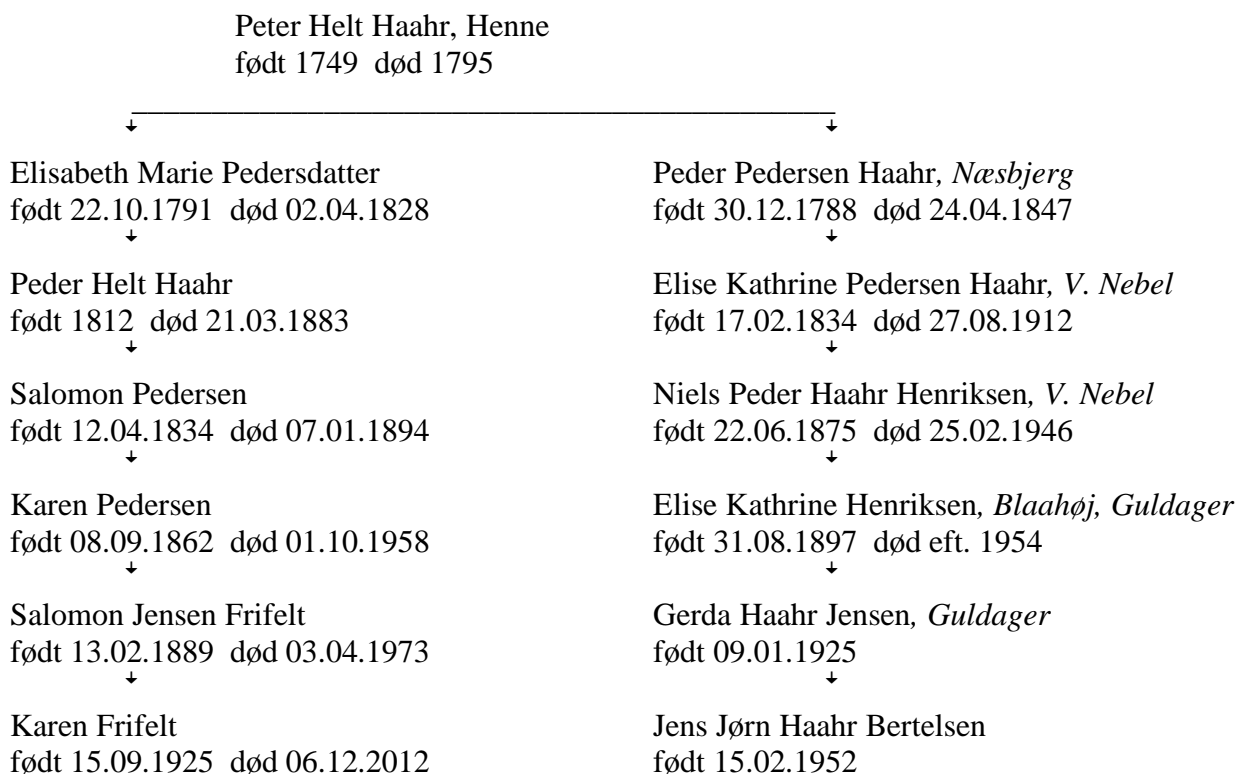 Peter Helt Haahr, Henne
født 1749 død 1795
Elisabeth Marie Pedersdatter
født 22.10.1791 død 02.04.1828
Peder Helt Haahr
født 1812 død 21.03.1883
Salomon Pedersen
født 12.04.1834 død 07.01.1894
Karen Pedersen
født 08.09.1862 død 01.10.1958
Salomon Jensen Frifelt
født 13.02.1889 død 03.04.1973
Karen Frifelt
født 15.09.1925 død 06.12.2012
Peder Pedersen Haahr, Næsbjerg
født 30.12.1788 død 24.04.1847
Elise Kathrine Pedersen Haahr, V. Nebel
født 17.02.1834 død 27.08.1912
Niels Peder Haahr Henriksen, V. Nebel
født 22.06.1875 død 25.02.1946
Elise Kathrine Henriksen, Blaahøj, Guldager
født 31.08.1897 død eft. 1954
Gerda Haahr Jensen, Guldager
født 09.01.1925
Jens Jørn Haahr Bertelsen
født 15.02.1952